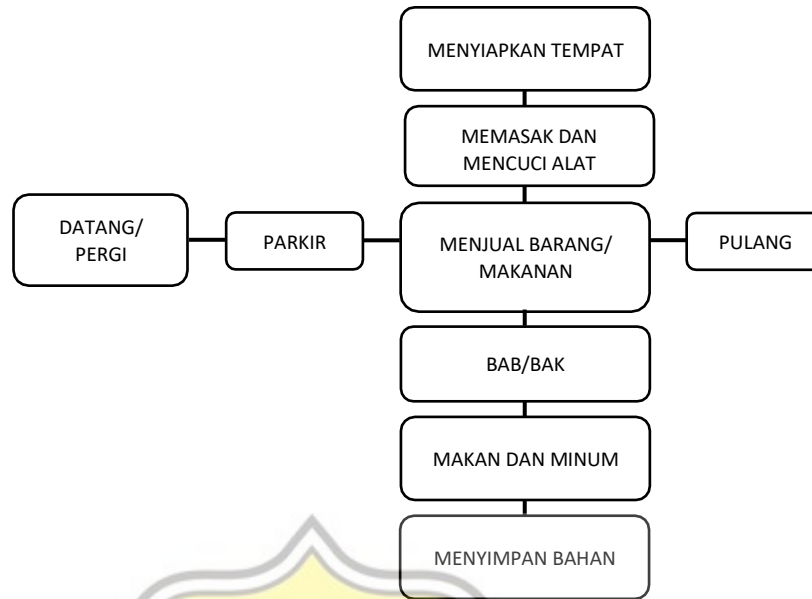 MENYIAPKAN TEMPAT
MEMASAK DAN
MENCUCI ALAT
DATANG/
PERGI
PARKIR
MENJUAL BARANG/
MAKANAN
PULANG
BAB/BAK
MAKAN DAN MINUM
MENYIMPAN BAHAN